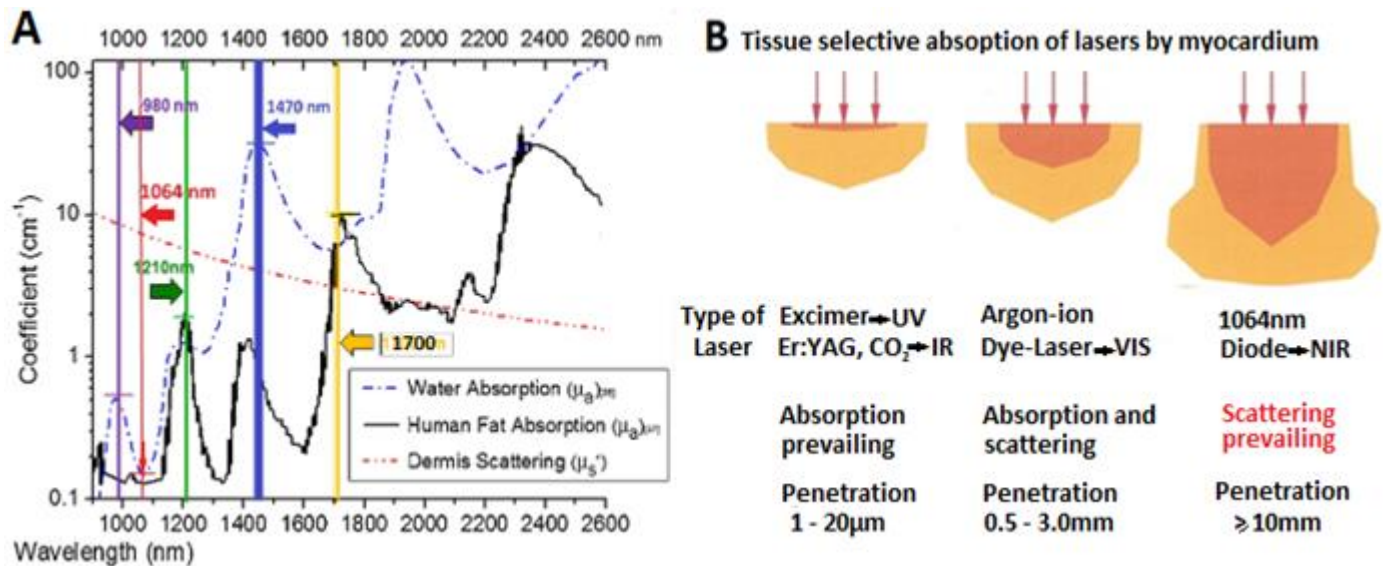 A
1000 1200 1400 1600 1800 2000 2200 2400 2600 nm
100
10
1
0.1
Coefficient (cm⁻¹)
980 nm
1470 nm
1064 nm
1210nm
1700
Water Absorption (μₐ)
Human Fat Absorption (μₐ)
Dermis Scattering (μₛ')
1000 1200 1400 1600 1800 2000 2200 2400 2600
Wavelength (nm)
B Tissue selective absoption of lasers by myocardium
Type of Laser
Excimer→UV
Er:YAG, CO₂→IR
Argon-ion
Dye-Laser→VIS
1064nm
Diode→NIR
Absorption
prevailing
Absorption and
scattering
Scattering
prevailing
Penetration
1 - 20μm
Penetration
0.5 - 3.0mm
Penetration
⩾10mm